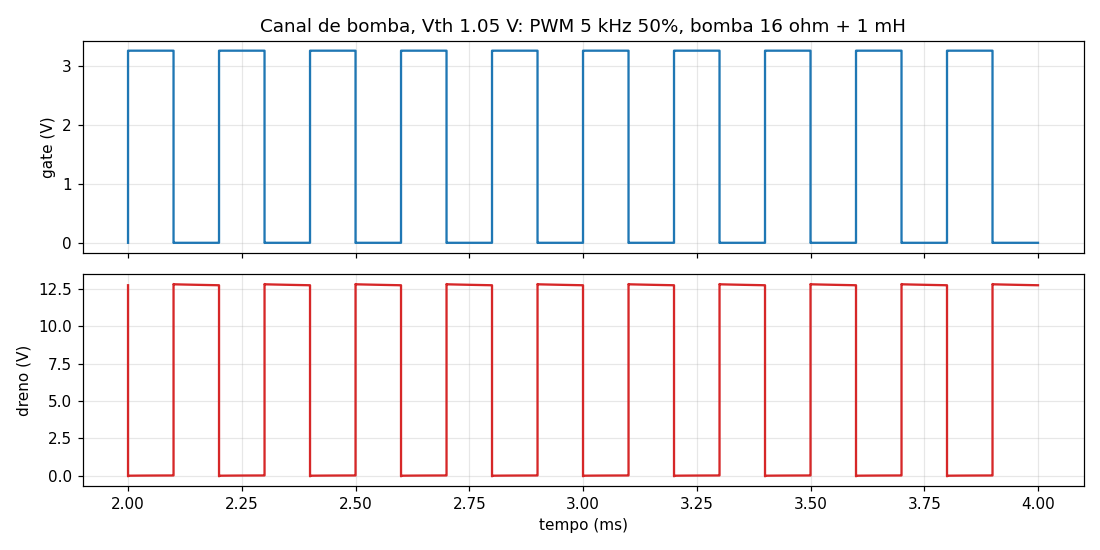 Canal de bomba, Vth 1.05 V: PWM 5 kHz 50%, bomba 16 ohm + 1 mH
gate (V)
3
2
1
0
dreno (V)
12.5
10.0
7.5
5.0
2.5
0.0
2.00 2.25 2.50 2.75 3.00 3.25 3.50 3.75 4.00
tempo (ms)